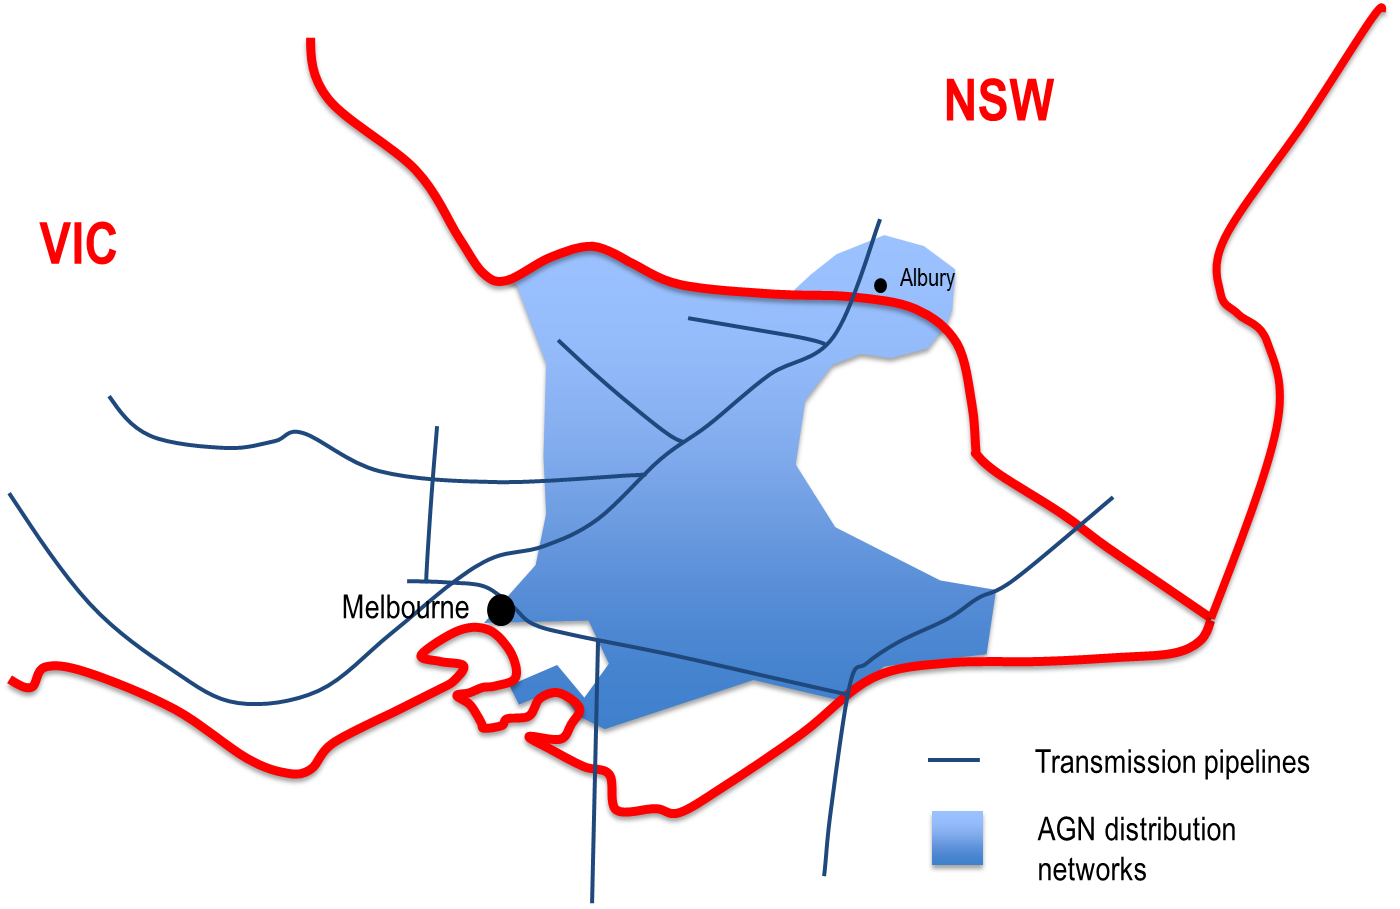 NSW
VIC
Albury
Melbourne
Transmission pipelines
AGN distribution
networks